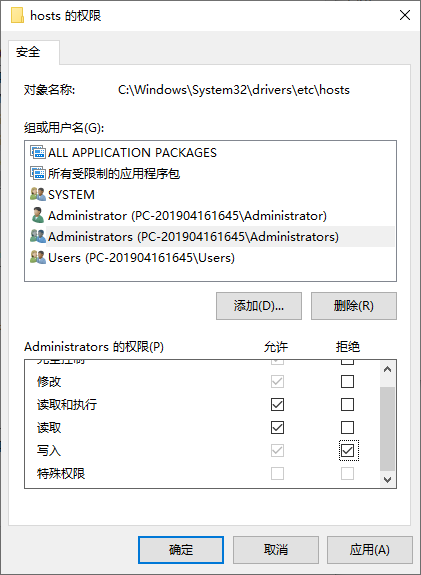 hosts 的权限
安全
对象名称: C:\Windows\System32\drivers\etc\hosts
组或用户名(G):
ALL APPLICATION PACKAGES
所有受限制的应用程序包
SYSTEM
Administrator (PC-201904161645\Administrator)
Administrators (PC-201904161645\Administrators)
Users (PC-201904161645\Users)
添加(D)... 删除(R)
Administrators 的权限(P) 允许 拒绝
完全控制
修改
读取和执行
读取
写入
特殊权限
确定 取消 应用(A)